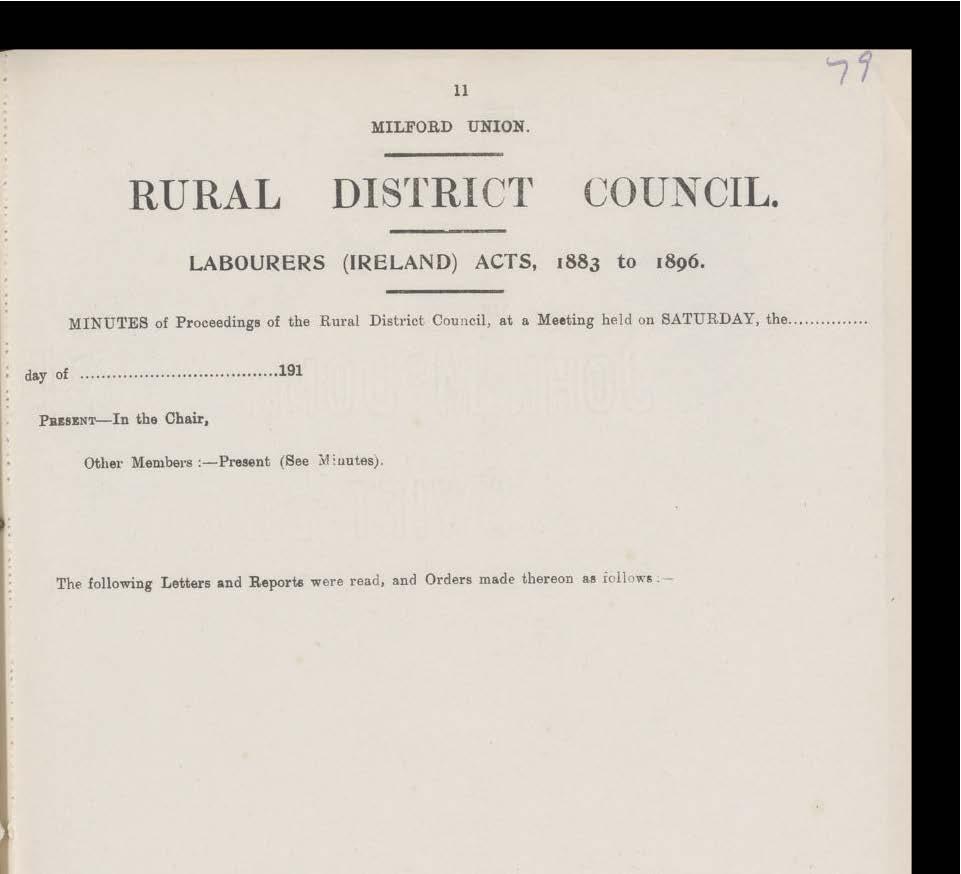 79
11
MILFORD UNION.
RURAL DISTRICT COUNCIL.
LABOURERS (IRELAND) ACTS, 1883 to 1896.
MINUTES of Proceedings of the Rural District Council, at a Meeting held on SATURDAY, the...............
day of ......................................191
PRESENT—In the Chair,
Other Members :—Present (See Minutes).
The following Letters and Reports were read, and Orders made thereon as follows :—